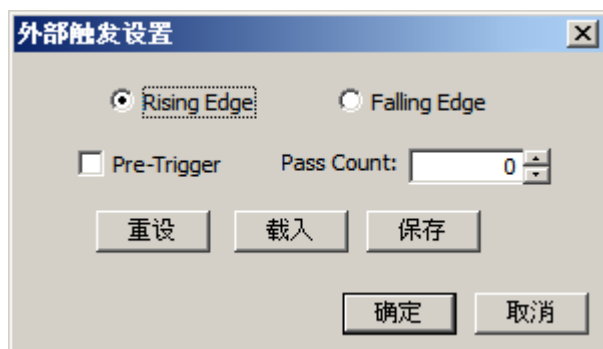 外部触发设置
Rising Edge Falling Edge
Pre-Trigger Pass Count: 0
重设 载入 保存
确定 取消